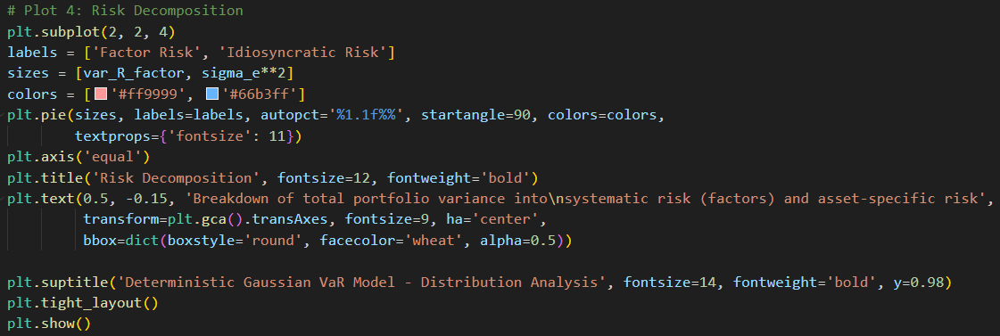 # Plot 4: Risk Decomposition
plt.subplot(2, 2, 4)
labels = ['Factor Risk', 'Idiosyncratic Risk']
sizes = [var_R_factor, sigma_e**2]
colors = ['#ff9999', '#66b3ff']
plt.pie(sizes, labels=labels, autopct='%1.1f%%', startangle=90, colors=colors,
        textprops={'fontsize': 11})
plt.axis('equal')
plt.title('Risk Decomposition', fontsize=12, fontweight='bold')
plt.text(0.5, -0.15, 'Breakdown of total portfolio variance into\nsystematic risk (factors) and asset-specific risk',
         transform=plt.gca().transAxes, fontsize=9, ha='center',
         bbox=dict(boxstyle='round', facecolor='wheat', alpha=0.5))

plt.suptitle('Deterministic Gaussian VaR Model - Distribution Analysis', fontsize=14, fontweight='bold', y=0.98)
plt.tight_layout()
plt.show()